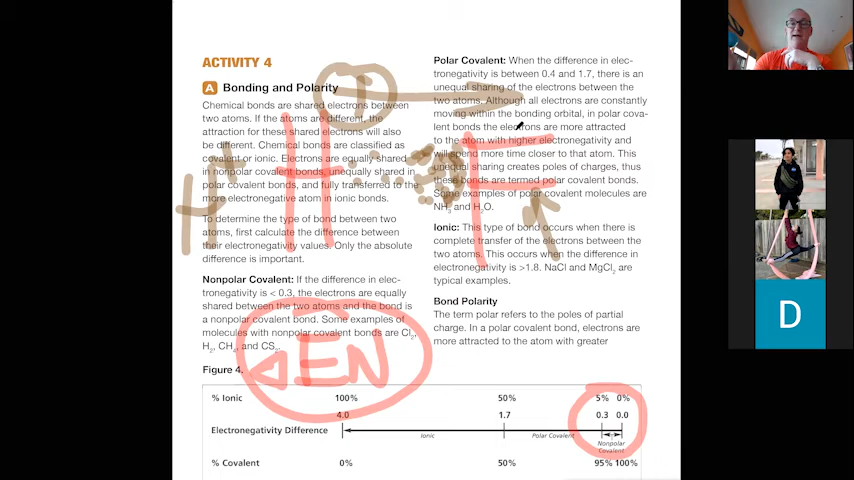 ACTIVITY 4
A Bonding and Polarity
Chemical bonds are shared electrons between
two atoms. If the atoms are different, the
attraction for these shared electrons will also
be different. Chemical bonds are classified as
covalent or ionic. Electrons are equally shared
in nonpolar covalent bonds, unequally shared in
polar covalent bonds, and fully transferred to the
more electronegative atom in ionic bonds.
To determine the type of bond between two
atoms, first calculate the difference between
their electronegativity values. Only the absolute
difference is important.
Nonpolar Covalent: If the difference in elec-
tronegativity is < 0.3, the electrons are equally
shared between the two atoms and the bond is
a nonpolar covalent bond. Some examples of
molecules with nonpolar covalent bonds are Cl2,
H2, CH4, and CS2.
Polar Covalent: When the difference in elec-
tronegativity is between 0.4 and 1.7, there is an
unequal sharing of the electrons between the
two atoms. Although all electrons are constantly
moving within the bonding orbital, in polar cova-
lent bonds the electrons are more attracted
to the atom with higher electronegativity and
will spend more time closer to that atom. This
unequal sharing creates poles of charges, thus
these bonds are termed polar covalent bonds.
Some examples of polar covalent molecules are
NH3 and H2O.
Ionic: This type of bond occurs when there is
complete transfer of the electrons between the
two atoms. This occurs when the difference in
electronegativity is >1.8. NaCl and MgCl2 are
typical examples.
Bond Polarity
The term polar refers to the poles of partial
charge. In a polar covalent bond, electrons are
more attracted to the atom with greater
H+
H
F
EN
Figure 4.
% Ionic 100% 50% 5% 0%
4.0 1.7 0.3 0.0
Electronegativity Difference
Ionic Polar Covalent Nonpolar
Covalent
% Covalent 0% 50% 95% 100%
D